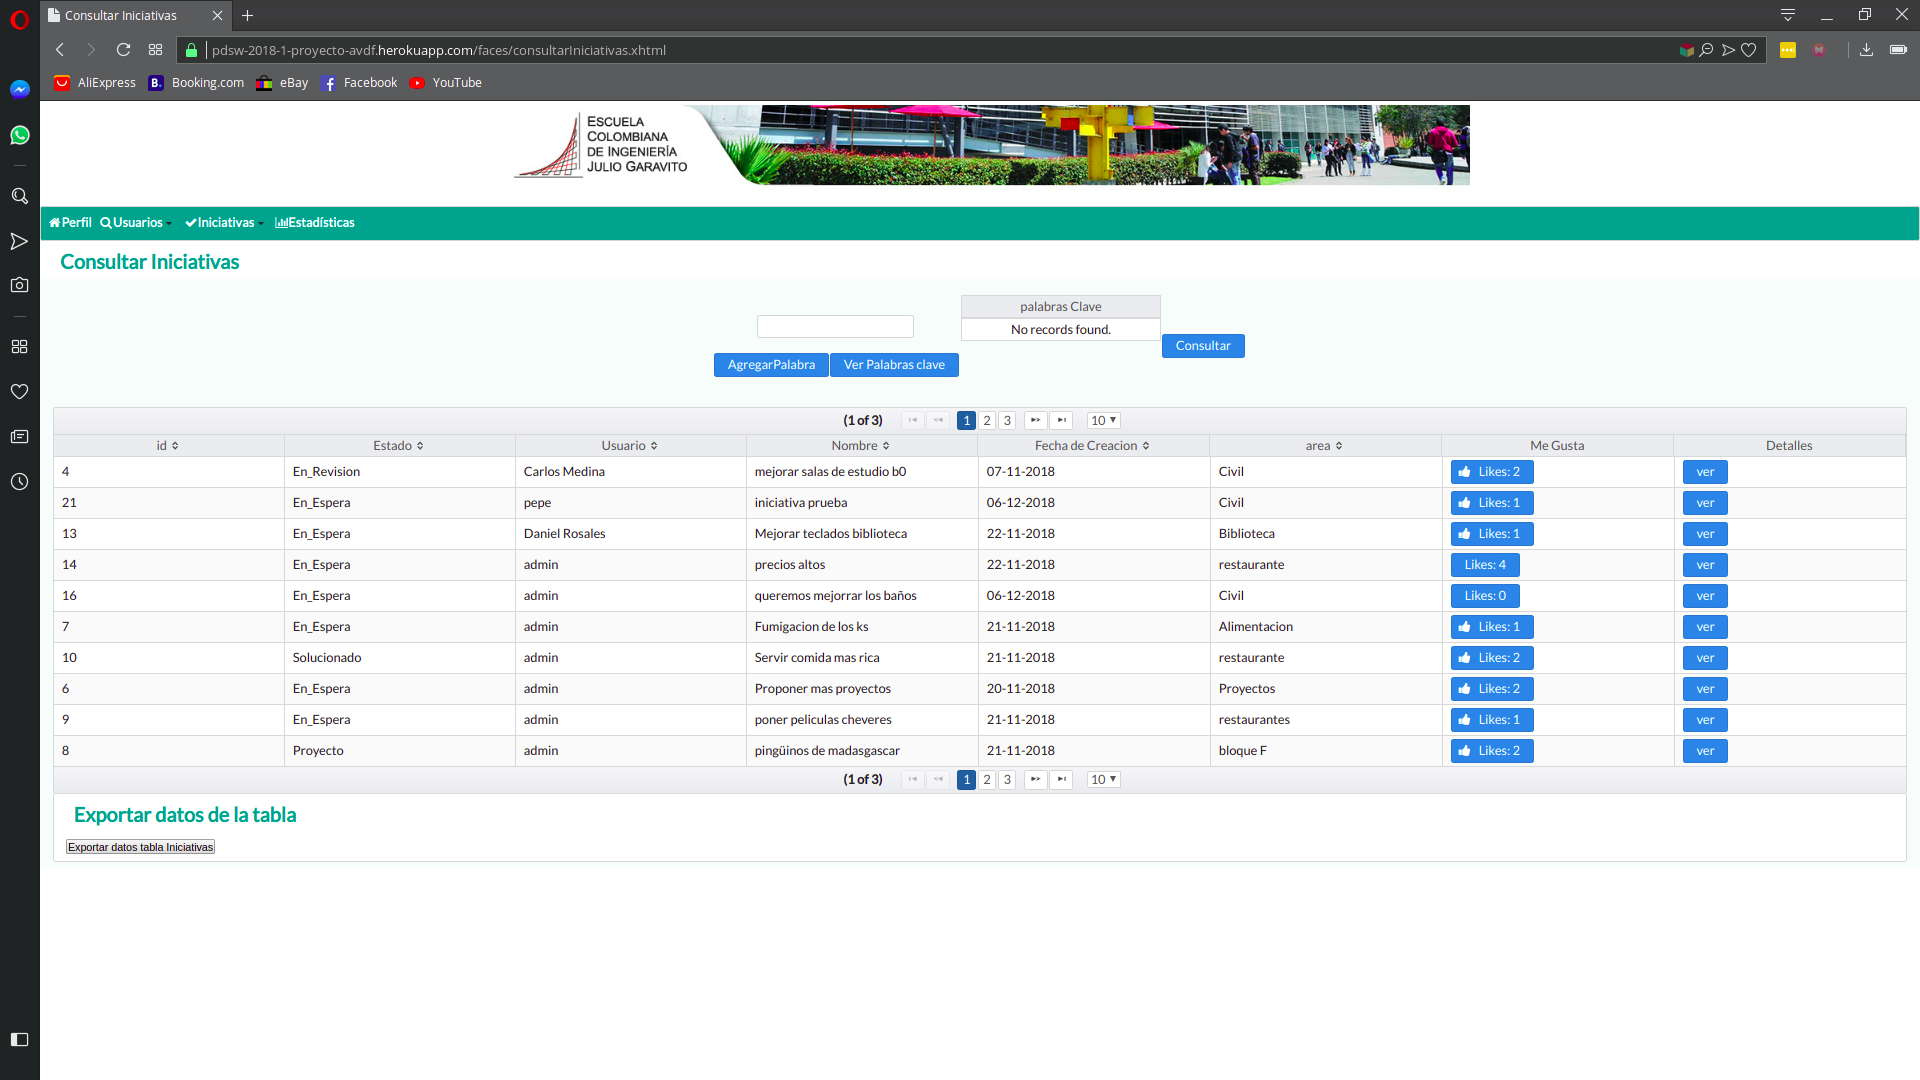 Consultar Iniciativas
pdsw-2018-1-proyecto-avdf.herokuapp.com/faces/consultarIniciativas.xhtml
AliExpress B. Booking.com eBay Facebook YouTube
ESCUELA
COLOMBIANA
DE INGENIERÍA
JULIO GARAVITO
Perfil Usuarios Iniciativas Estadísticas
Consultar Iniciativas
palabras Clave
No records found.
Consultar
AgregarPalabra Ver Palabras clave
(1 of 3) 1 2 3 10
id Estado Usuario Nombre Fecha de Creacion area Me Gusta Detalles
4 En_Revision Carlos Medina mejorar salas de estudio b0 07-11-2018 Civil Likes: 2 ver
21 En_Espera pepe iniciativa prueba 06-12-2018 Civil Likes: 1 ver
13 En_Espera Daniel Rosales Mejorar teclados biblioteca 22-11-2018 Biblioteca Likes: 1 ver
14 En_Espera admin precios altos 22-11-2018 restaurante Likes: 4 ver
16 En_Espera admin queremos mejorrar los baños 06-12-2018 Civil Likes: 0 ver
7 En_Espera admin Fumigacion de los ks 21-11-2018 Alimentacion Likes: 1 ver
10 Solucionado admin Servir comida mas rica 21-11-2018 restaurante Likes: 2 ver
6 En_Espera admin Proponer mas proyectos 20-11-2018 Proyectos Likes: 2 ver
9 En_Espera admin poner peliculas cheveres 21-11-2018 restaurantes Likes: 1 ver
8 Proyecto admin pingüinos de madasgascar 21-11-2018 bloque F Likes: 2 ver
(1 of 3) 1 2 3 10
Exportar datos de la tabla
Exportar datos tabla Iniciativas